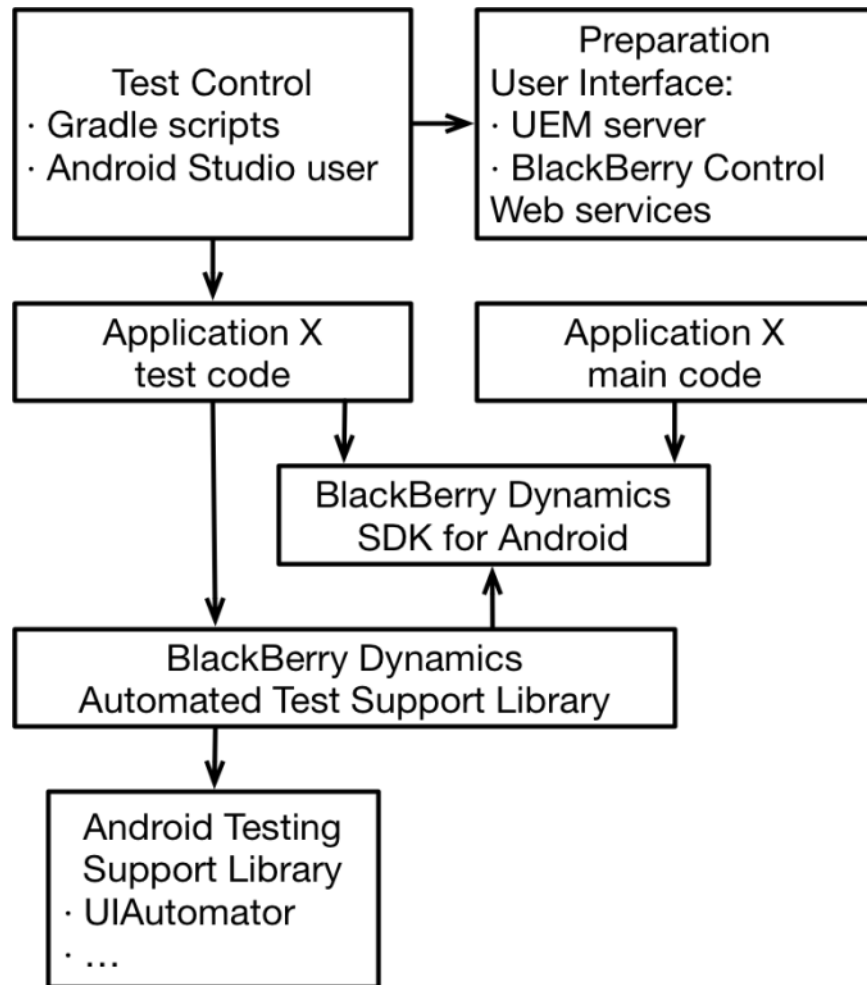 Test Control
· Gradle scripts
· Android Studio user
Preparation
User Interface:
· UEM server
· BlackBerry Control
Web services
Application X
test code
Application X
main code
BlackBerry Dynamics
SDK for Android
BlackBerry Dynamics
Automated Test Support Library
Android Testing
Support Library
· UIAutomator
· ...